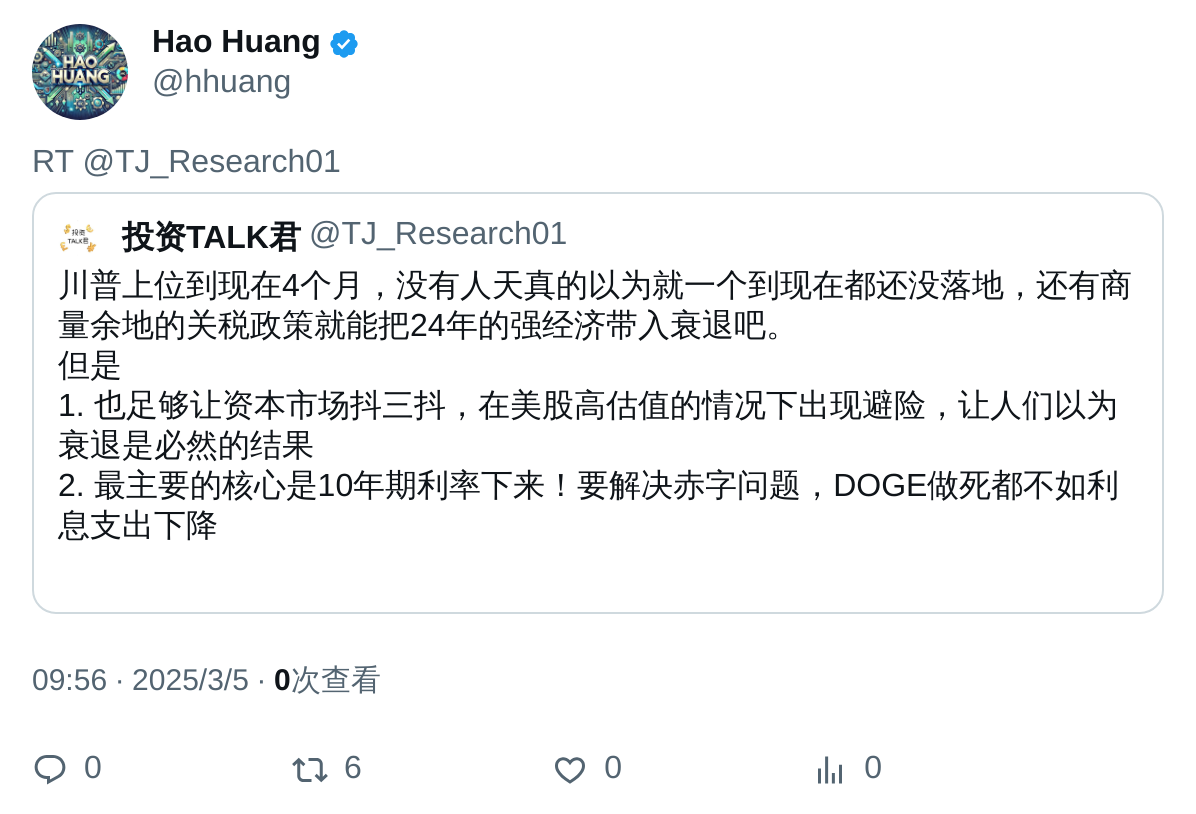 HAO
HUANG
Hao Huang
@hhuang
RT @TJ_Research01
投资
TALK君
投资TALK君 @TJ_Research01
川普上位到现在4个月，没有人天真的以为就一个到现在都还没落地，还有商
量余地的关税政策就能把24年的强经济带入衰退吧。
但是
1. 也足够让资本市场抖三抖，在美股高估值的情况下出现避险，让人们以为
衰退是必然的结果
2. 最主要的核心是10年期利率下来！要解决赤字问题，DOGE做死都不如利
息支出下降
09:56 · 2025/3/5 · 0次查看
0 6 0 0